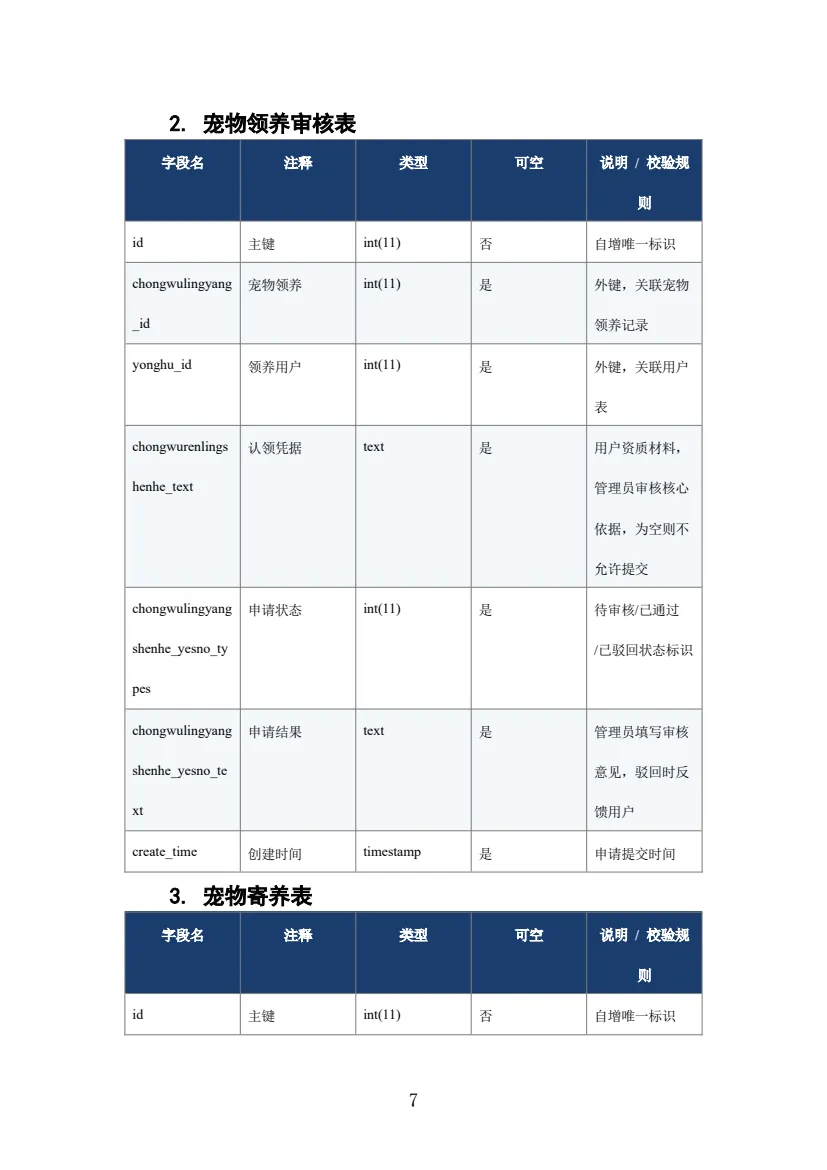 2. 宠物领养审核表
字段名 注释 类型 可空 说明 / 校验规
则
id 主键 int(11) 否 自增唯一标识
chongwulingyang 宠物领养 int(11) 是 外键，关联宠物
_id 领养记录
yonghu_id 领养用户 int(11) 是 外键，关联用户
表
chongwurenlings 认领凭据 text 是 用户资质材料，
henhe_text 管理员审核核心
依据，为空则不
允许提交
chongwulingyang 申请状态 int(11) 是 待审核/已通过
shenhe_yesno_ty /已驳回状态标识
pes
chongwulingyang 申请结果 text 是 管理员填写审核
shenhe_yesno_te 意见，驳回时反
xt 馈用户
create_time 创建时间 timestamp 是 申请提交时间
3. 宠物寄养表
字段名 注释 类型 可空 说明 / 校验规
则
id 主键 int(11) 否 自增唯一标识
7